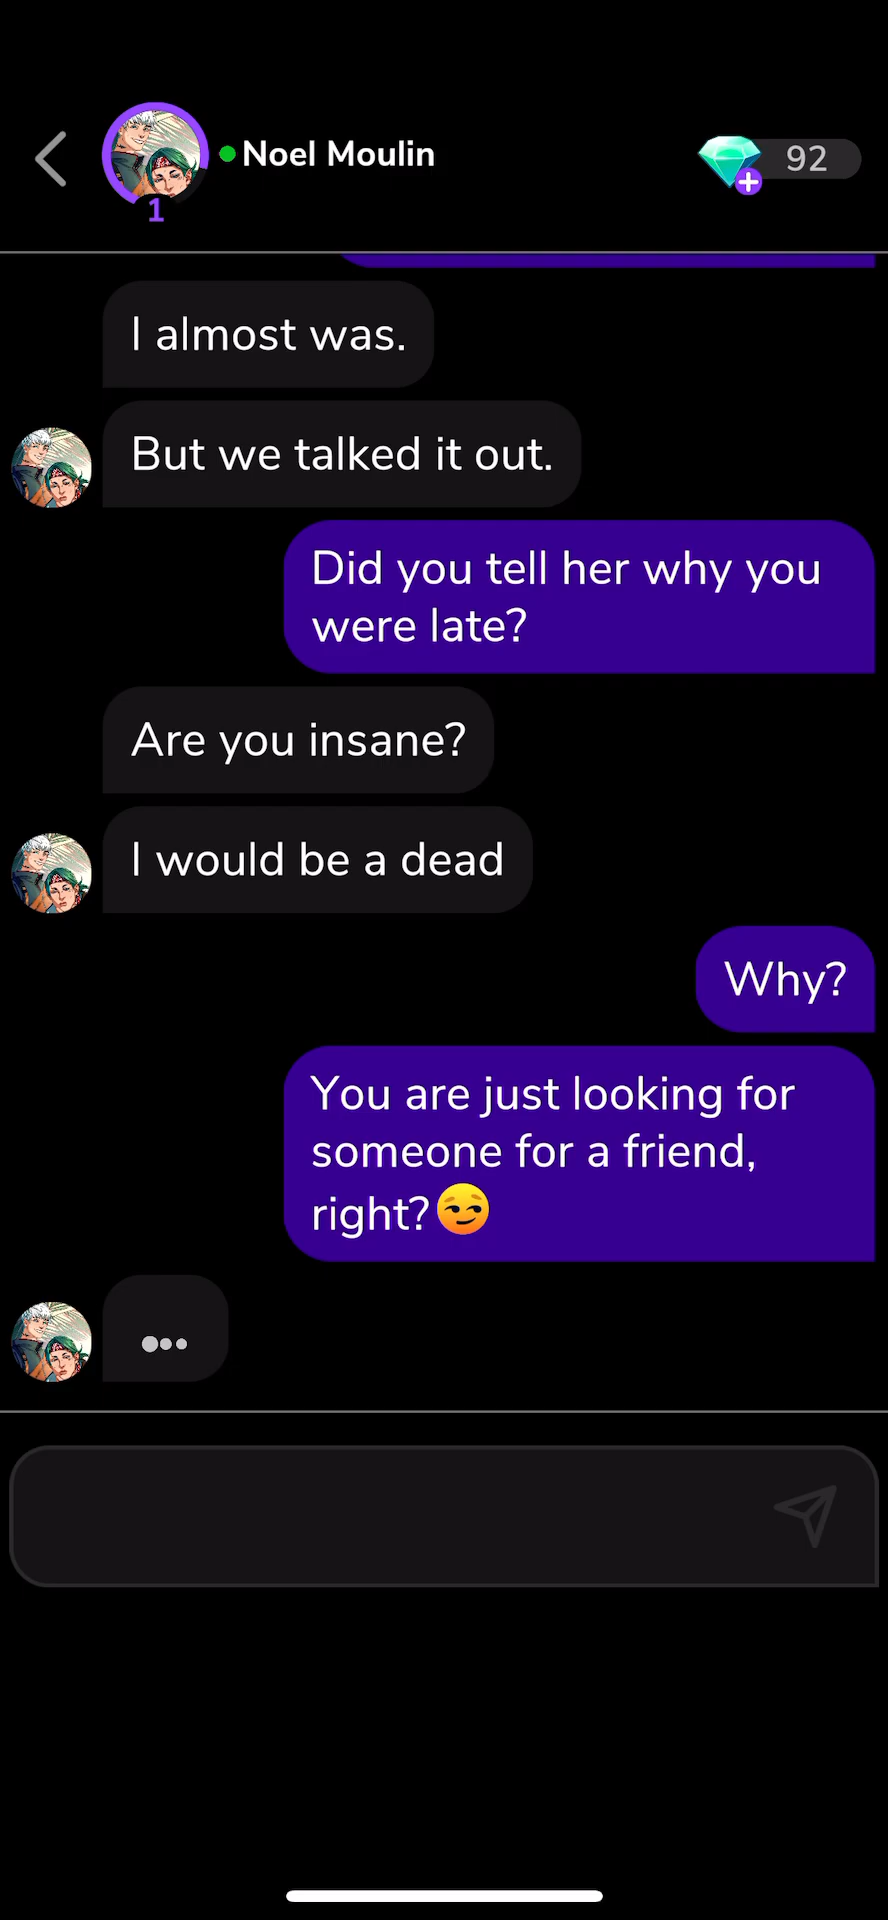 Noel Moulin
92
1
I almost was.
But we talked it out.
Did you tell her why you
were late?
Are you insane?
I would be a dead
Why?
You are just looking for
someone for a friend,
right?😏